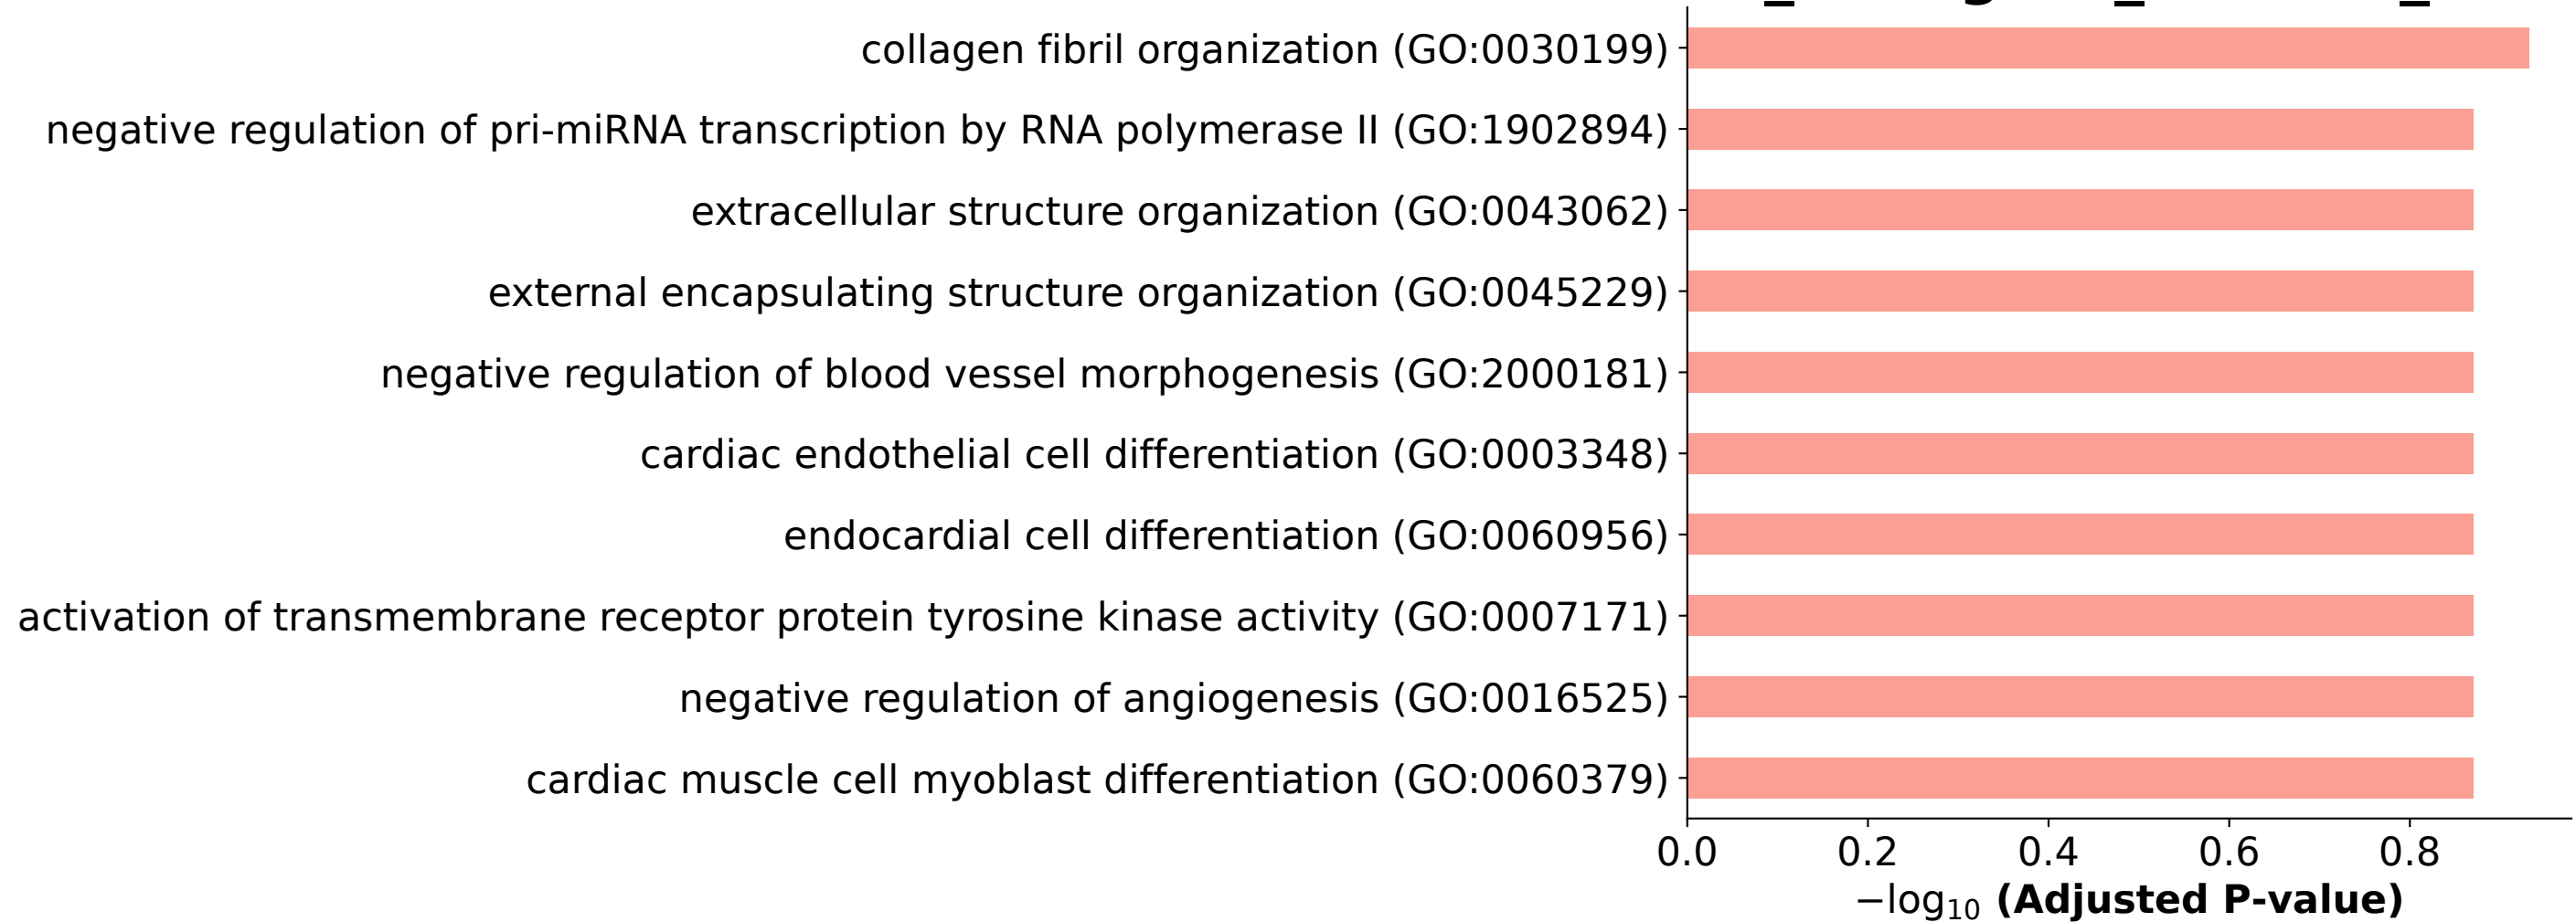 collagen fibril organization (GO:0030199)
negative regulation of pri-miRNA transcription by RNA polymerase II (GO:1902894)
extracellular structure organization (GO:0043062)
external encapsulating structure organization (GO:0045229)
negative regulation of blood vessel morphogenesis (GO:2000181)
cardiac endothelial cell differentiation (GO:0003348)
endocardial cell differentiation (GO:0060956)
activation of transmembrane receptor protein tyrosine kinase activity (GO:0007171)
negative regulation of angiogenesis (GO:0016525)
cardiac muscle cell myoblast differentiation (GO:0060379)
0.0 0.2 0.4 0.6 0.8
−log₁₀ (Adjusted P-value)